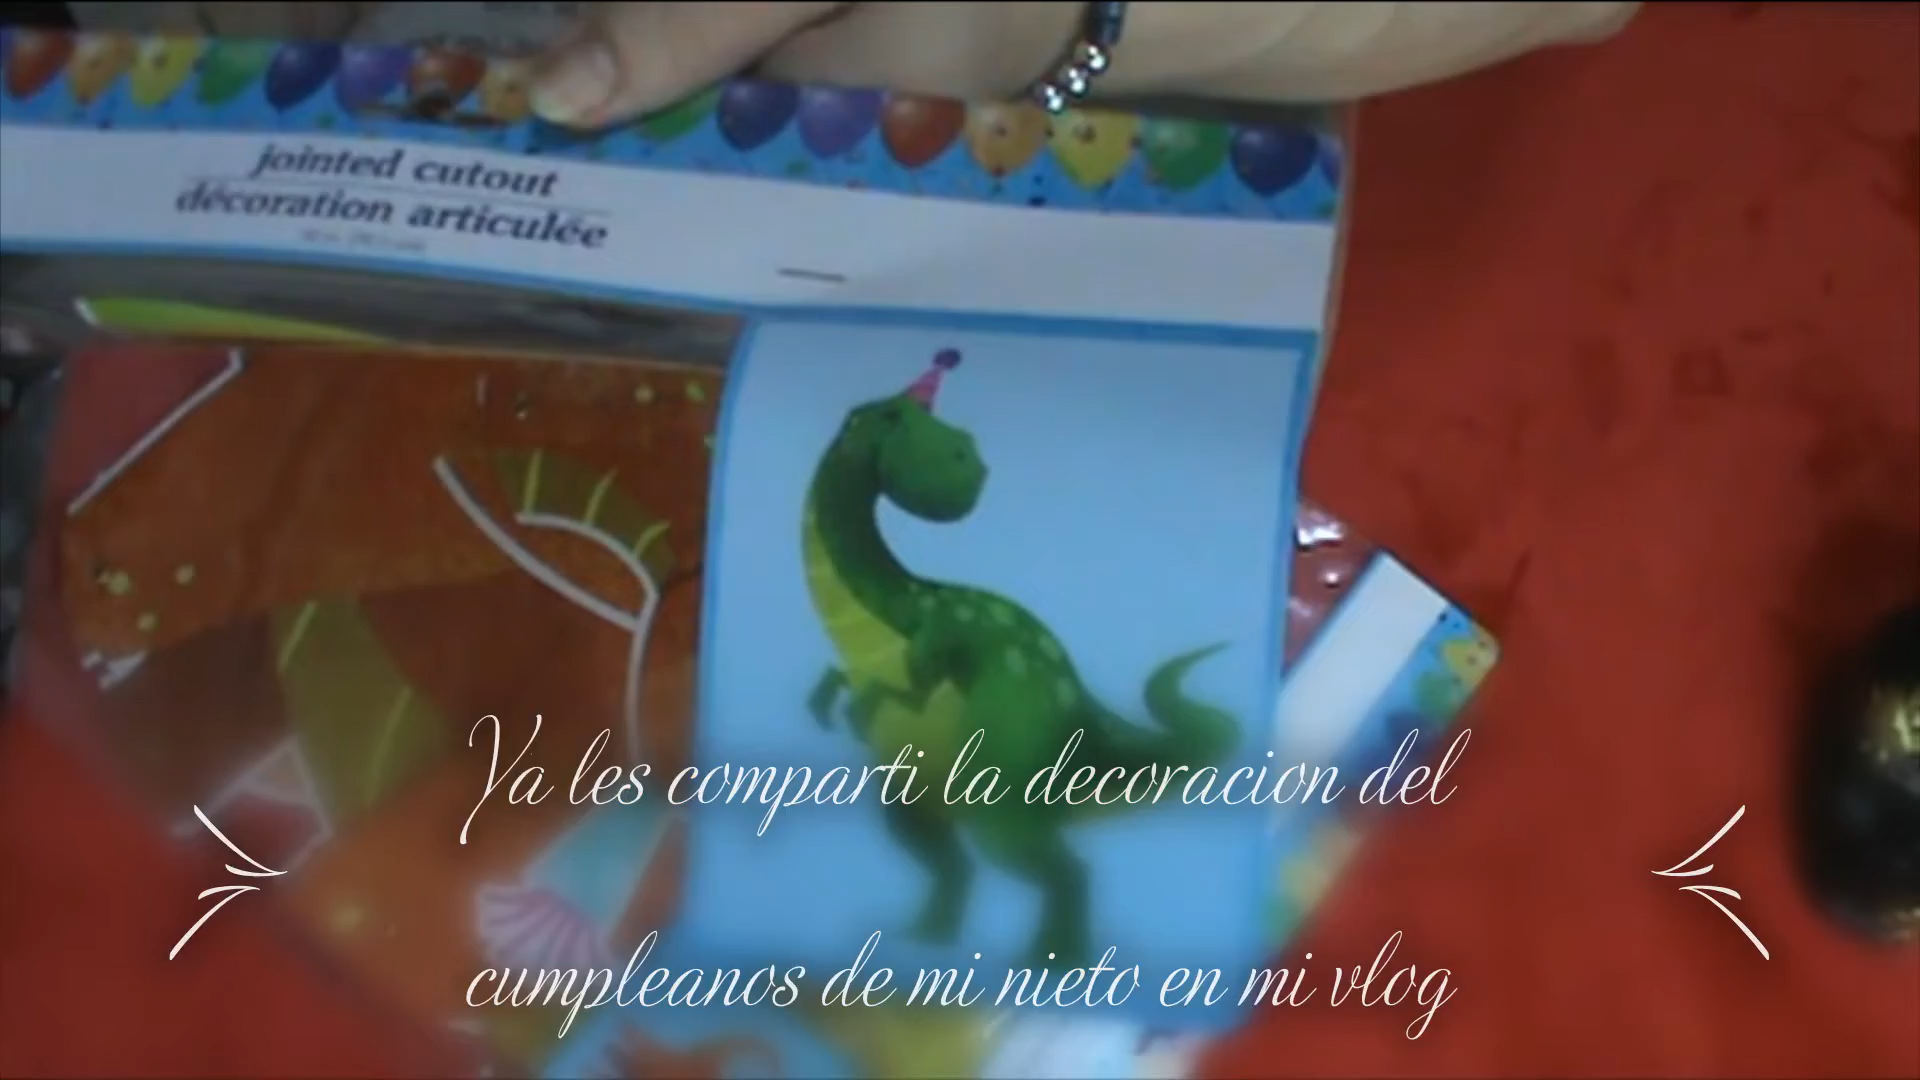 jointed cutout
décoration articulée
Ya les comparti la decoracion del
cumpleanos de mi nieto en mi vlog